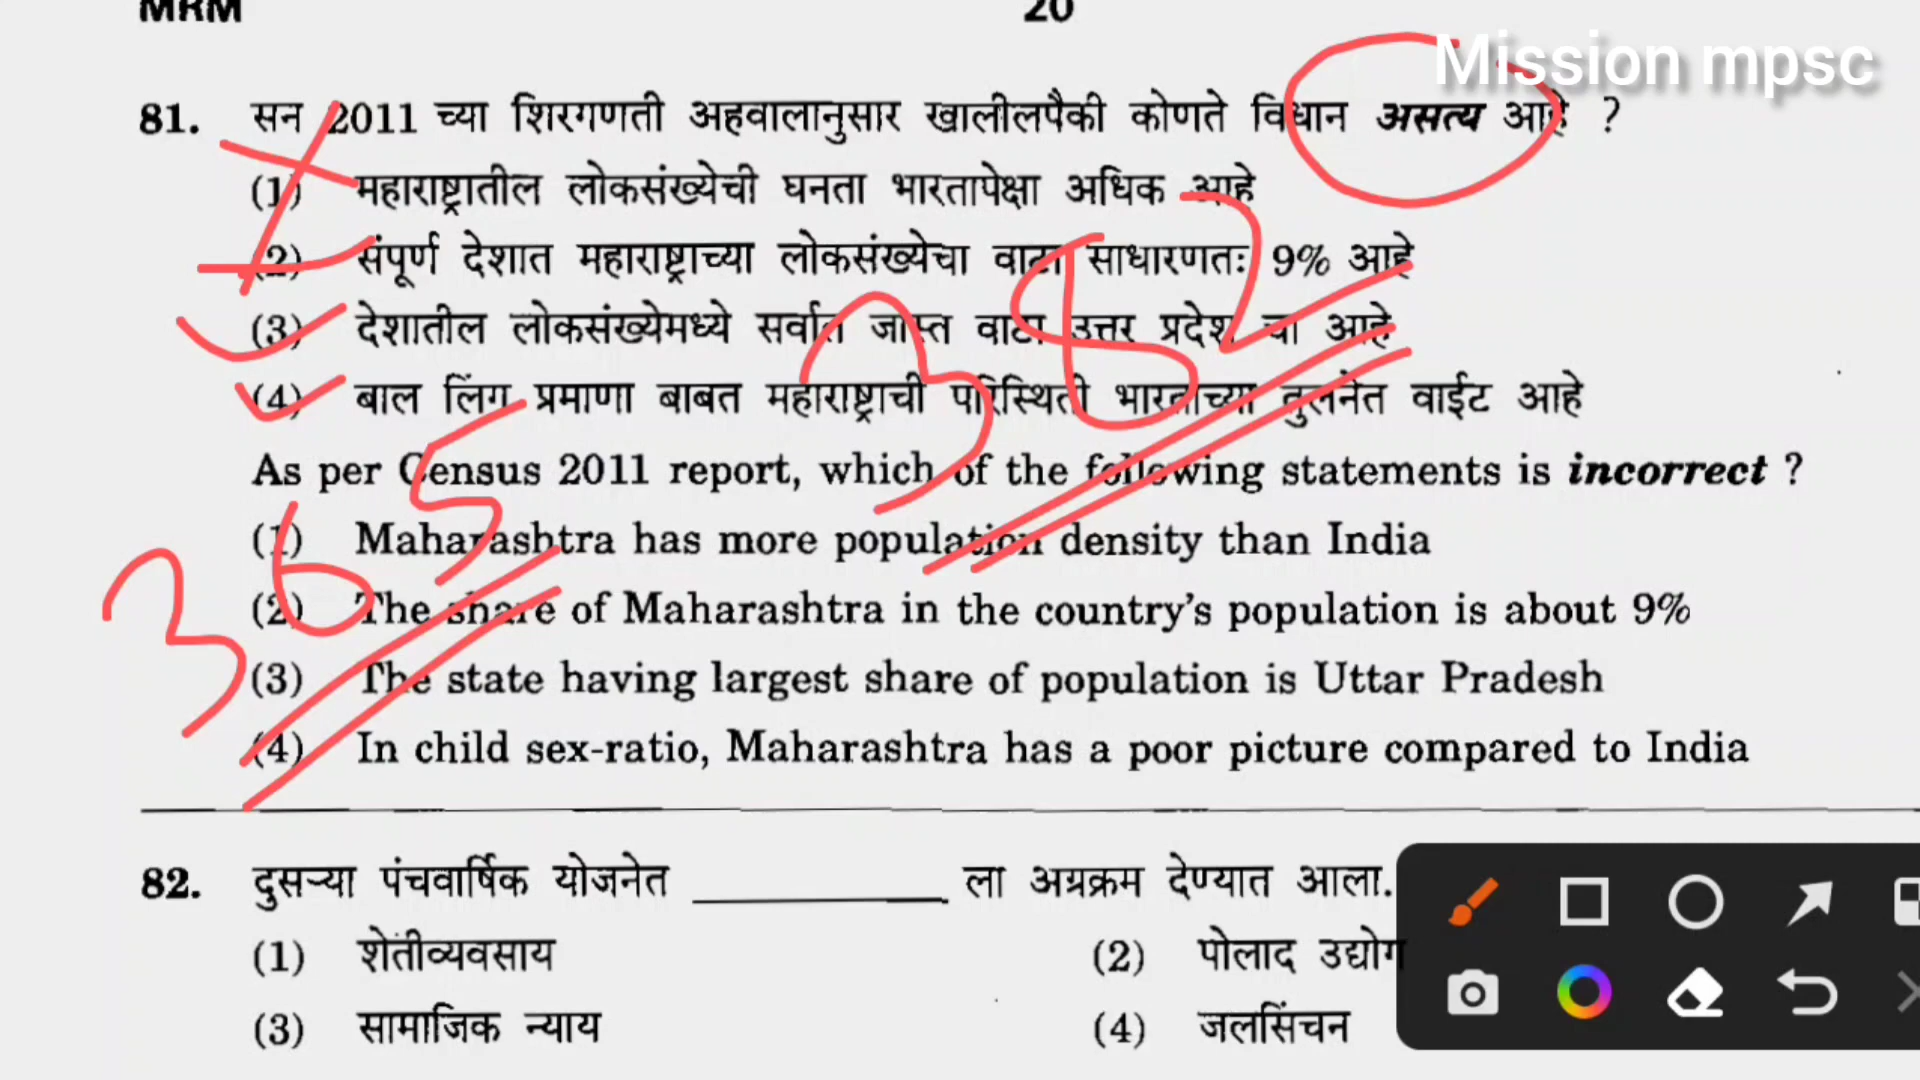 MRM 20
Mission mpsc
81. सन 2011 च्या शिरगणती अहवालानुसार खालीलपैकी कोणते विधान असत्य आहे ?
(1) महाराष्ट्रातील लोकसंख्येची घनता भारतापेक्षा अधिक आहे
(2) संपूर्ण देशात महाराष्ट्राच्या लोकसंख्येचा वाटा साधारणतः 9% आहे
(3) देशातील लोकसंख्येमध्ये सर्वात जास्त वाटा उत्तर प्रदेश चा आहे
(4) बाल लिंग प्रमाणा बाबत महाराष्ट्राची परिस्थिती भारताच्या तुलनेत वाईट आहे
382
As per Census 2011 report, which of the following statements is incorrect ?
(1) Maharashtra has more population density than India
(2) The share of Maharashtra in the country's population is about 9%
(3) The state having largest share of population is Uttar Pradesh
(4) In child sex-ratio, Maharashtra has a poor picture compared to India
365
82. दुसऱ्या पंचवार्षिक योजनेत __________ ला अग्रक्रम देण्यात आला.
(1) शेतीव्यवसाय (2) पोलाद उद्योग
(3) सामाजिक न्याय (4) जलसिंचन